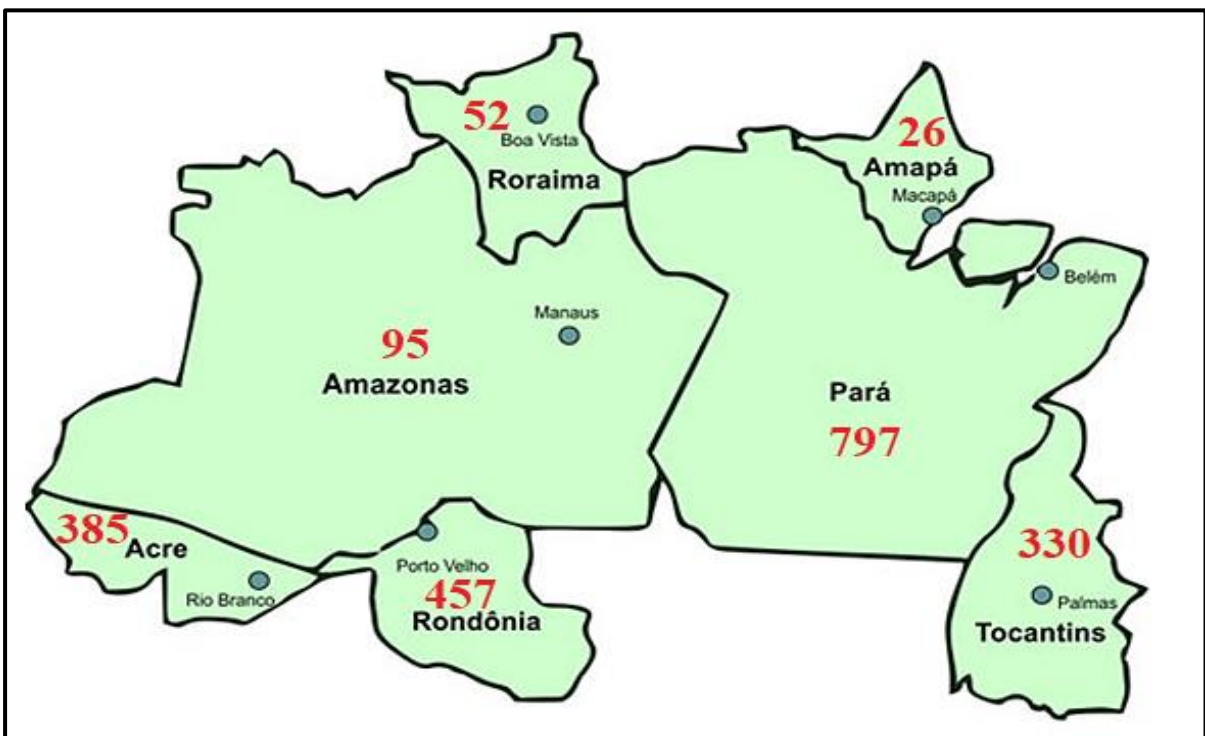 52
Boa Vista
Roraima
26
Amapá
Macapá
Belém
Manaus
95
Amazonas
Pará
797
385
Acre
Rio Branco
Porto Velho
457
Rondônia
330
Palmas
Tocantins